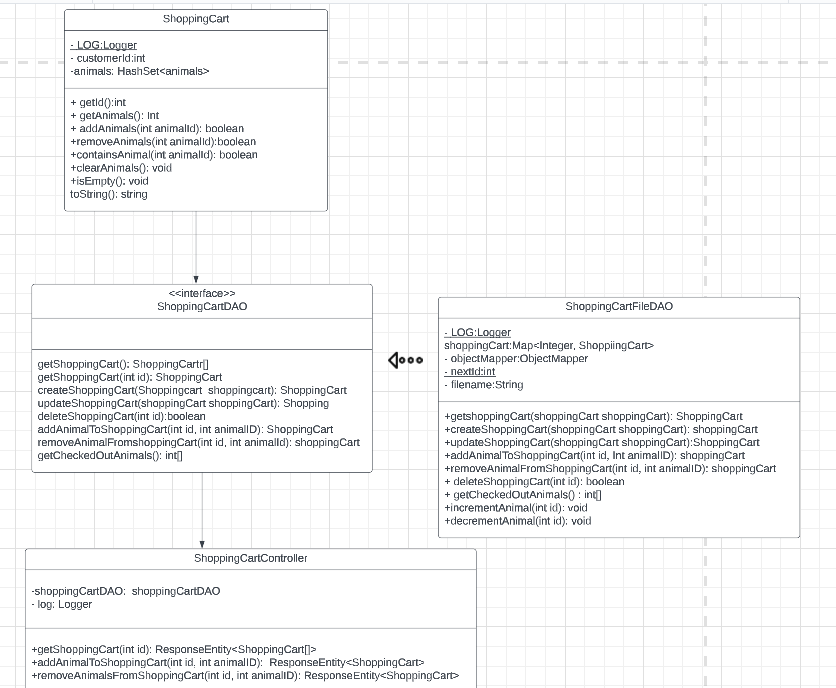 ShoppingCart
- LOG:Logger
- customerId:int
-animals: HashSet<animals>
+ getId():int
+ getAnimals(): Int
+ addAnimals(int animalId): boolean
+removeAnimals(int animalId):boolean
+containsAnimal(int animalId): boolean
+clearAnimals(): void
+isEmpty(): void
toString(): string
<<interface>>
ShoppingCartDAO
getShoppingCart(): ShoppingCartr[]
getShoppingCart(int id): ShoppingCart
createShoppingCart(Shoppingcart shoppingcart): ShoppingCart
updateShoppingCart(shoppingCart shoppingCart): Shopping
deleteShoppingCart(int id):boolean
addAnimalToShoppingCart(int id, int animalID): ShoppingCart
removeAnimalFromshoppingCart(int id, int animalId): shoppingCart
getCheckedOutAnimals(): int[]
ShoppingCartFileDAO
- LOG:Logger
shoppingCart:Map<Integer, ShoppiingCart>
- objectMapper:ObjectMapper
- nextId:int
- filename:String
+getshoppingCart(shoppingCart shoppingCart): ShoppingCart
+createShoppingCart(shoppingCart shoppingCart): shoppingCart
+updateShoppingCart(shoppingCart shoppingCart):ShoppingCart
+addAnimalToShoppingCart(int id, Int animalID): shoppingCart
+removeAnimalFromShoppingCart(int id, Int animalID): shoppingCart
+ deleteShoppingCart(int id): boolean
+ getCheckedOutAnimals() : int[]
+incrementAnimal(int id): void
+decrementAnimal(int id): void
ShoppingCartController
-shoppingCartDAO: shoppingCartDAO
- log: Logger
+getShoppingCart(int id): ResponseEntity<ShoppingCart[]>
+addAnimalToShoppingCart(int id, int animalID): ResponseEntity<ShoppingCart>
+removeAnimalsFromShoppingCart(int id, int animalID): ResponseEntity<ShoppingCart>